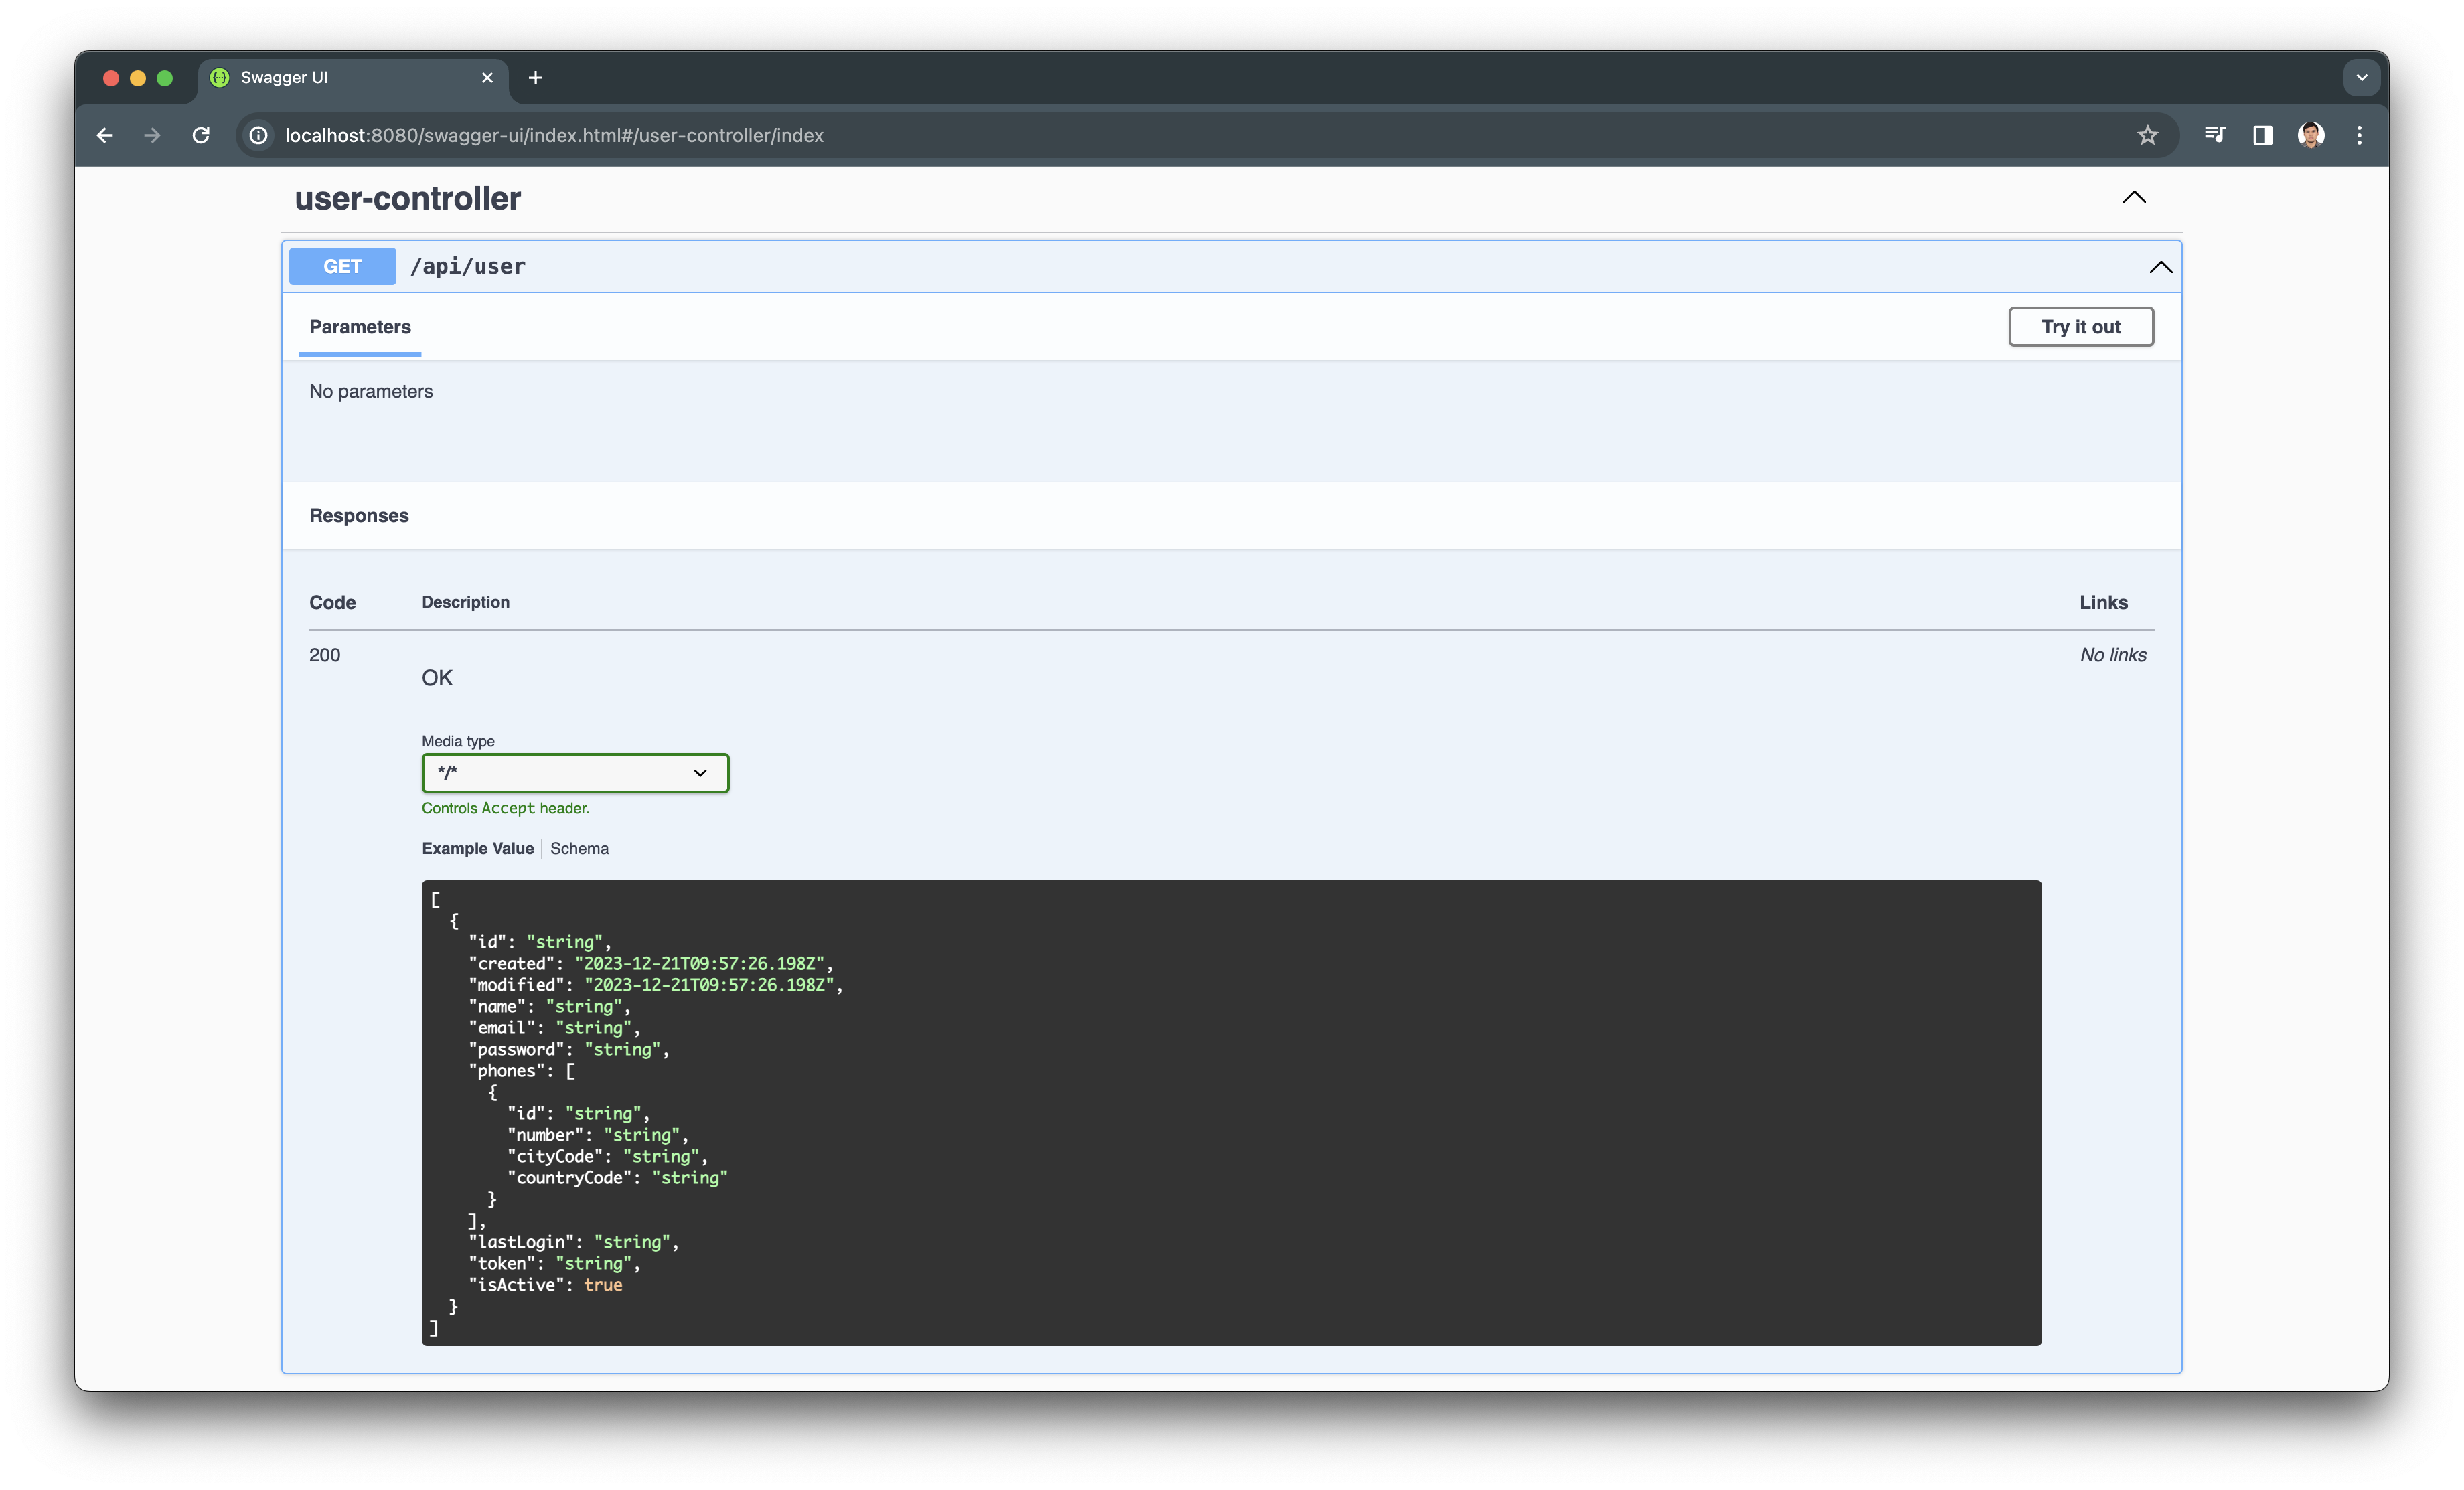 Swagger UI
localhost:8080/swagger-ui/index.html#/user-controller/index
user-controller
GET /api/user
Parameters
Try it out
No parameters
Responses
Code Description Links
200 No links
OK
Media type
*/*
Controls Accept header.
Example Value Schema
[
  {
    "id": "string",
    "created": "2023-12-21T09:57:26.198Z",
    "modified": "2023-12-21T09:57:26.198Z",
    "name": "string",
    "email": "string",
    "password": "string",
    "phones": [
      {
        "id": "string",
        "number": "string",
        "cityCode": "string",
        "countryCode": "string"
      }
    ],
    "lastLogin": "string",
    "token": "string",
    "isActive": true
  }
]